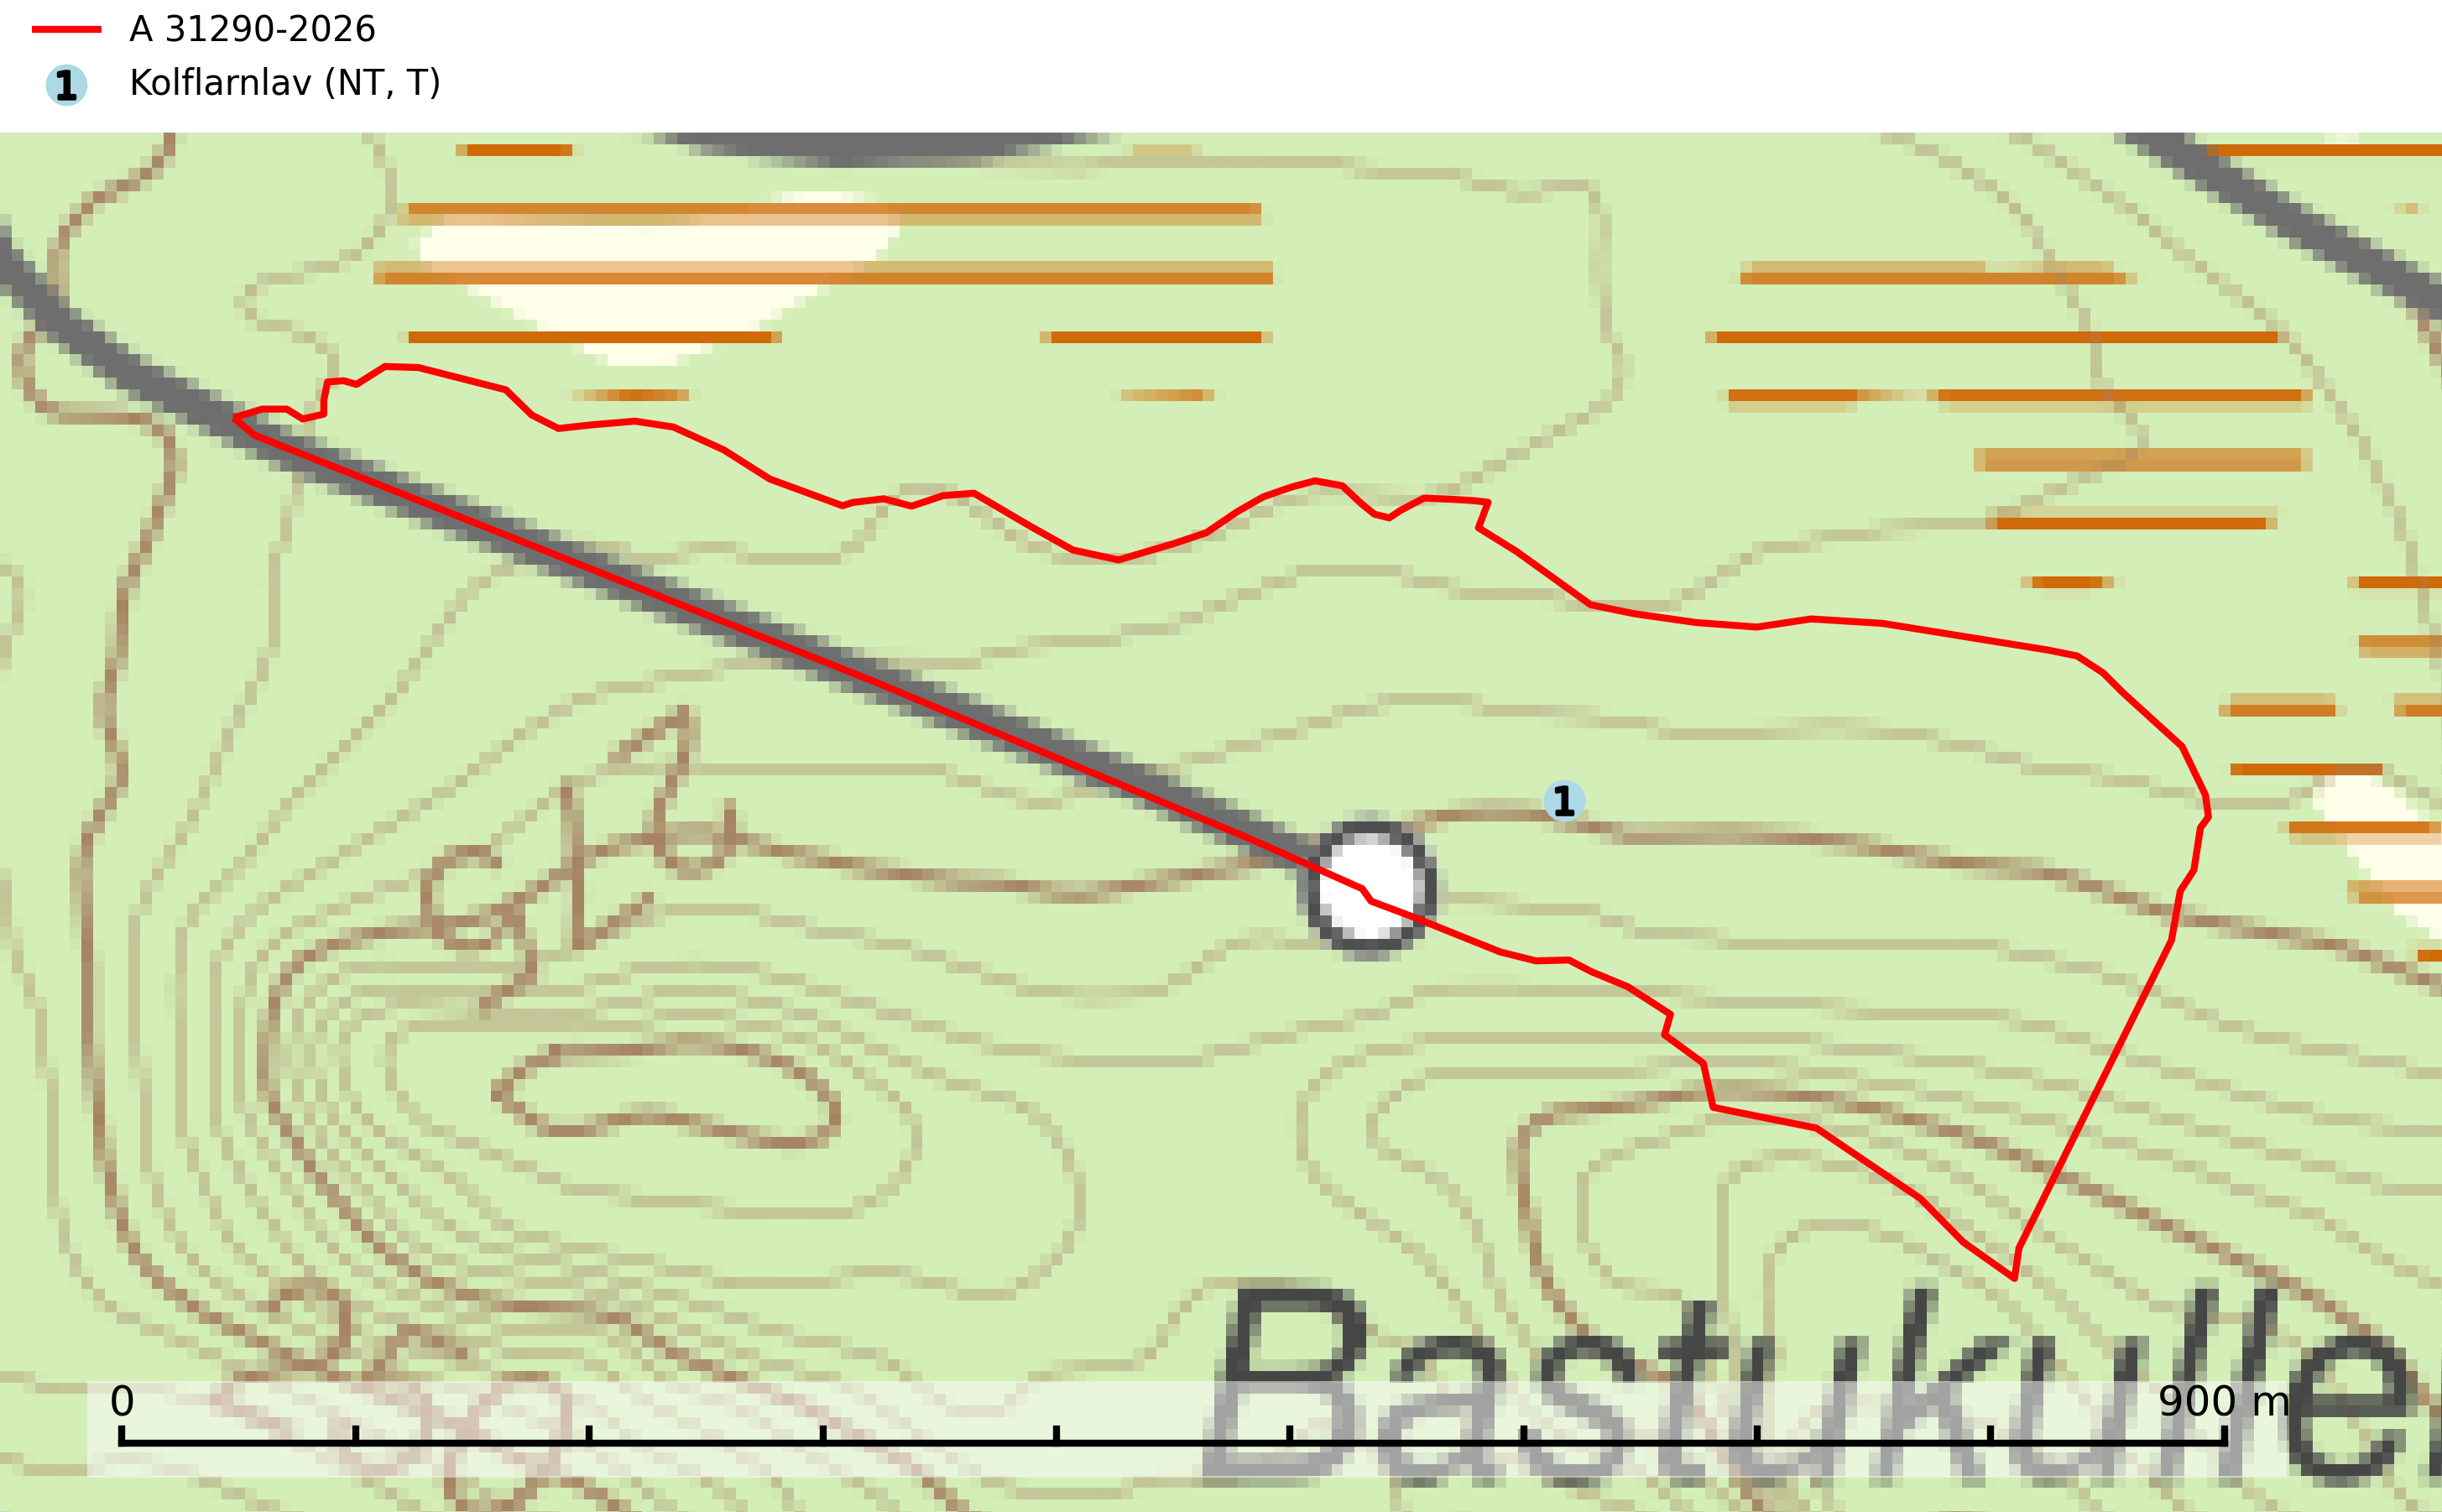 A 31290-2026
1 Kolflarnlav (NT, T)
1
Bastukulle
0 900 m